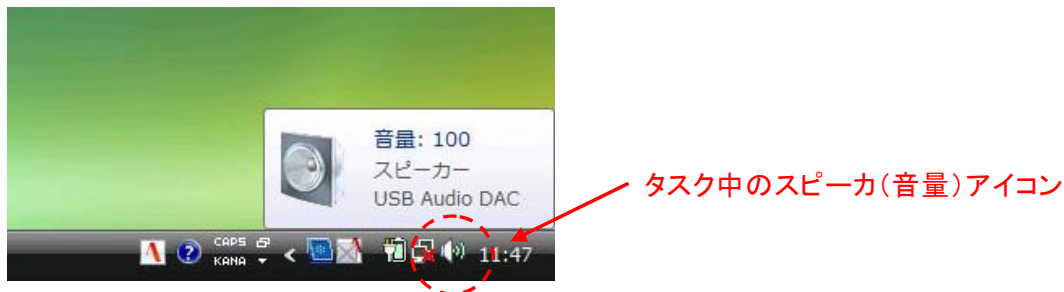 音量: 100
スピーカー
USB Audio DAC
タスク中のスピーカ(音量)アイコン
CAPS
KANA
11:47